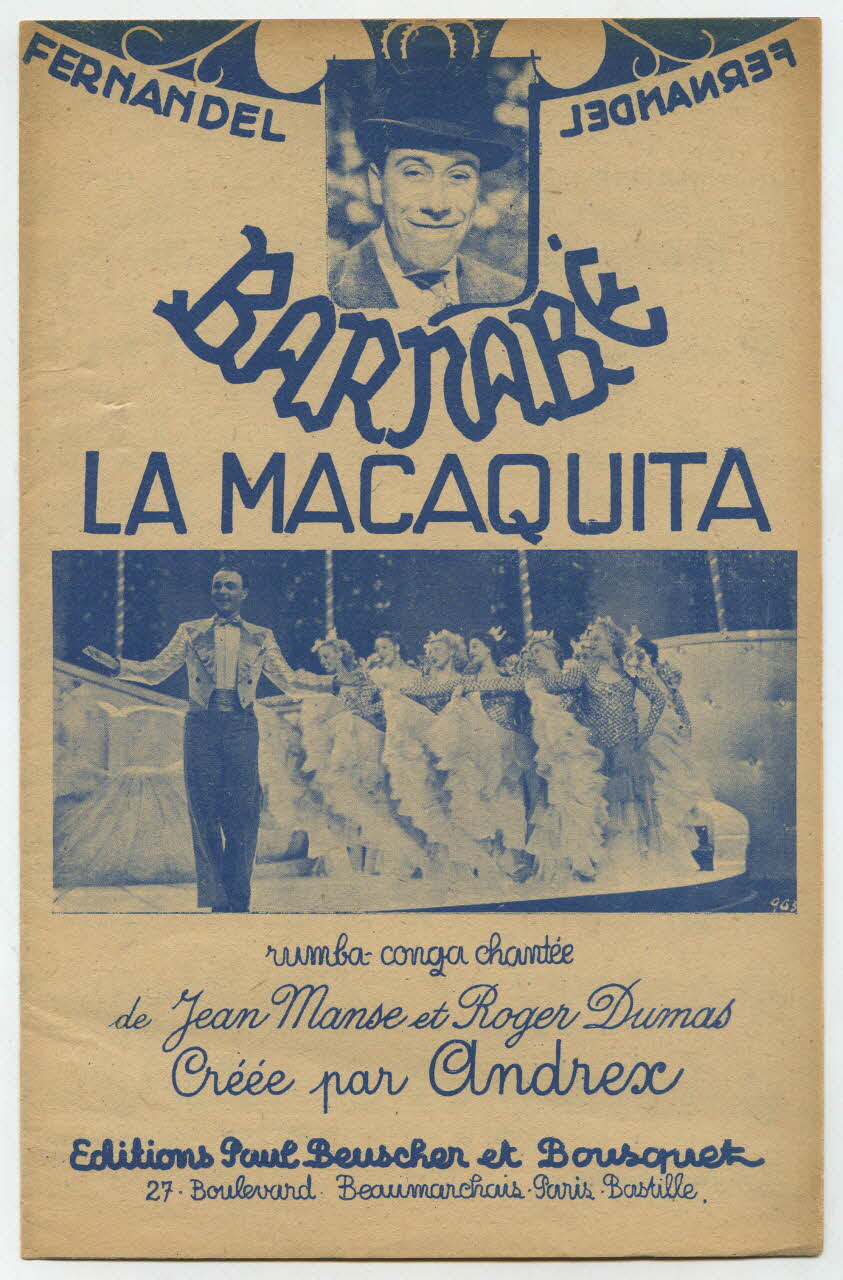 FERNANDEL
FERNANDEL
BARNABÉ
LA MACAQUITA
rumba-conga chantée
de Jean Manse et Roger Dumas
Créée par Andrex
Editions Paul Beuscher et Bousquet
27 · Boulevard · Beaumarchais · Paris · Bastille.